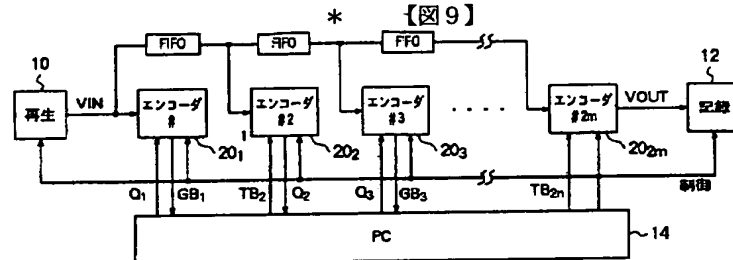 * 【図9】
FIFO FIFO FIFO
10 12
再生 VIN エンコーダ # エンコーダ #2 エンコーダ #3 ・・・・ エンコーダ #2m VOUT 記録
1
20₁ 20₂ 20₃ 20₂ₘ
Q₁ GB₁ TB₂ Q₂ Q₃ GB₃ TB₂ₙ 制御
PC 14